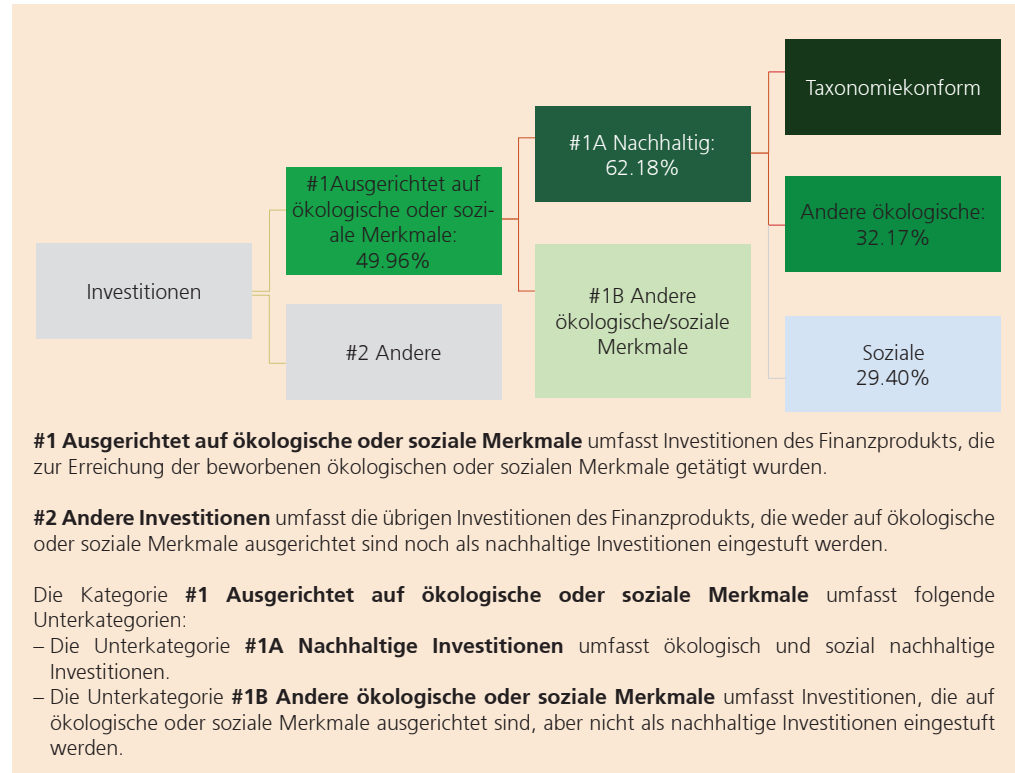 Taxonomiekonform
#1A Nachhaltig:
62.18%
#1Ausgerichtet auf
ökologische oder sozi-
ale Merkmale:
49.96%
Andere ökologische:
32.17%
Investitionen
#1B Andere
ökologische/soziale
Merkmale
#2 Andere
Soziale
29.40%
#1 Ausgerichtet auf ökologische oder soziale Merkmale umfasst Investitionen des Finanzprodukts, die
zur Erreichung der beworbenen ökologischen oder sozialen Merkmale getätigt wurden.
#2 Andere Investitionen umfasst die übrigen Investitionen des Finanzprodukts, die weder auf ökologische
oder soziale Merkmale ausgerichtet sind noch als nachhaltige Investitionen eingestuft werden.
Die Kategorie #1 Ausgerichtet auf ökologische oder soziale Merkmale umfasst folgende
Unterkategorien:
– Die Unterkategorie #1A Nachhaltige Investitionen umfasst ökologisch und sozial nachhaltige
Investitionen.
– Die Unterkategorie #1B Andere ökologische oder soziale Merkmale umfasst Investitionen, die auf
ökologische oder soziale Merkmale ausgerichtet sind, aber nicht als nachhaltige Investitionen eingestuft
werden.